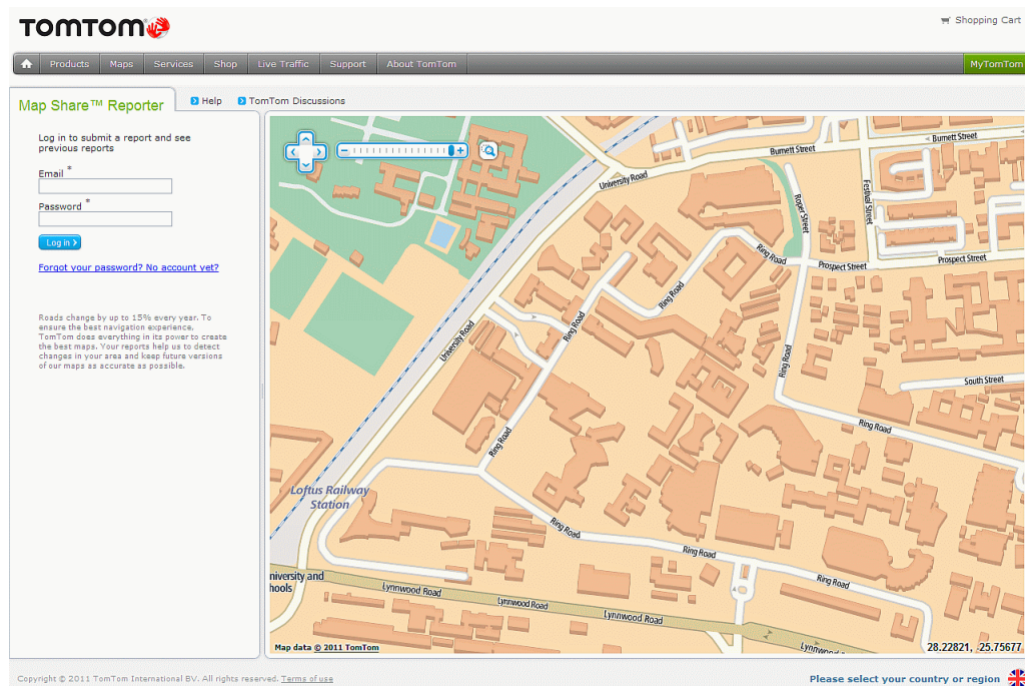 TOMTOM
Shopping Cart
Products Maps Services Shop Live Traffic Support About TomTom
MyTomTom
Map Share™ Reporter
Help
TomTom Discussions
Log in to submit a report and see
previous reports
Email *
Password *
Log in
Forgot your password? No account yet?
Roads change by up to 15% every year. To
ensure the best navigation experience,
TomTom does everything in its power to create
the best maps. Your reports help us to detect
changes in your area and keep future versions
of our maps as accurate as possible.
Burnett Street
Burnett Street
University Road
Roper Street
Festival Street
Ring Road
Prospect Street
Prospect Street
Ring Road
University Road
Ring Road
Ring Road
South Street
Ring Road
Ring Road
Loftus Railway
Station
Ring Road
Ring Road
Ring Road
niversity and
hools
Lynnwood Road
Lynnwood Road
Lynnwood Road
Map data © 2011 TomTom
28.22821, -25.75677
Copyright © 2011 TomTom International BV. All rights reserved. Terms of use
Please select your country or region